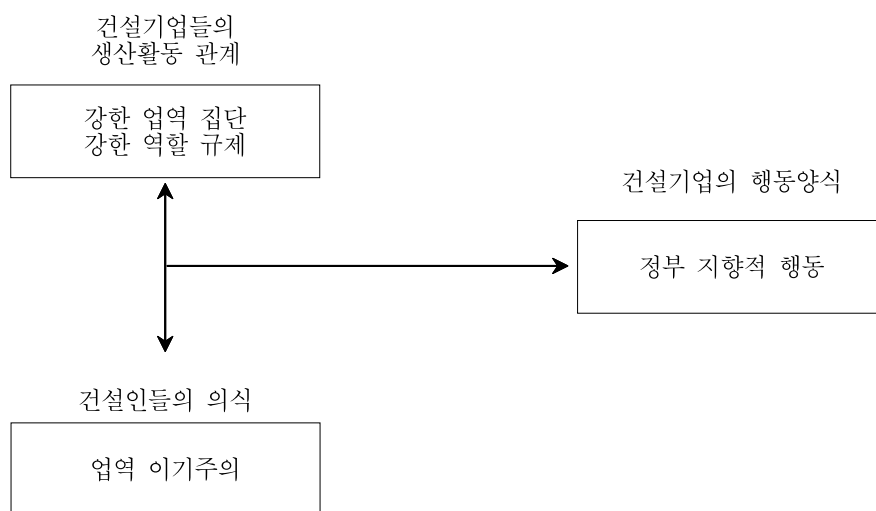 건설기업들의
생산활동 관계
강한 업역 집단
강한 역할 규제
건설기업의 행동양식
정부 지향적 행동
건설인들의 의식
업역 이기주의